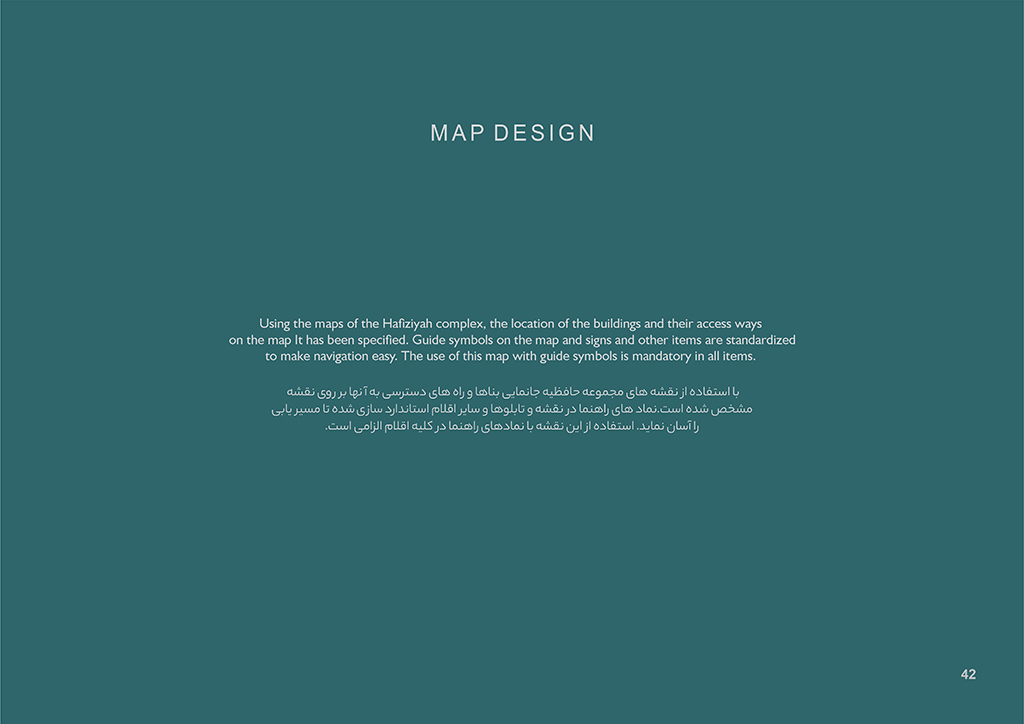 MAP DESIGN
Using the maps of the Hafiziyah complex, the location of the buildings and their access ways
on the map It has been specified. Guide symbols on the map and signs and other items are standardized
to make navigation easy. The use of this map with guide symbols is mandatory in all items.
با استفاده از نقشه های مجموعه حافظیه جانمایی بناها و راه های دسترسی به آنها بر روی نقشه
مشخص شده است.نماد های راهنما در نقشه و تابلوها و سایر اقلام استاندارد سازی شده تا مسیر یابی
را آسان نماید. استفاده از این نقشه با نمادهای راهنما در کلیه اقلام الزامی است.
42